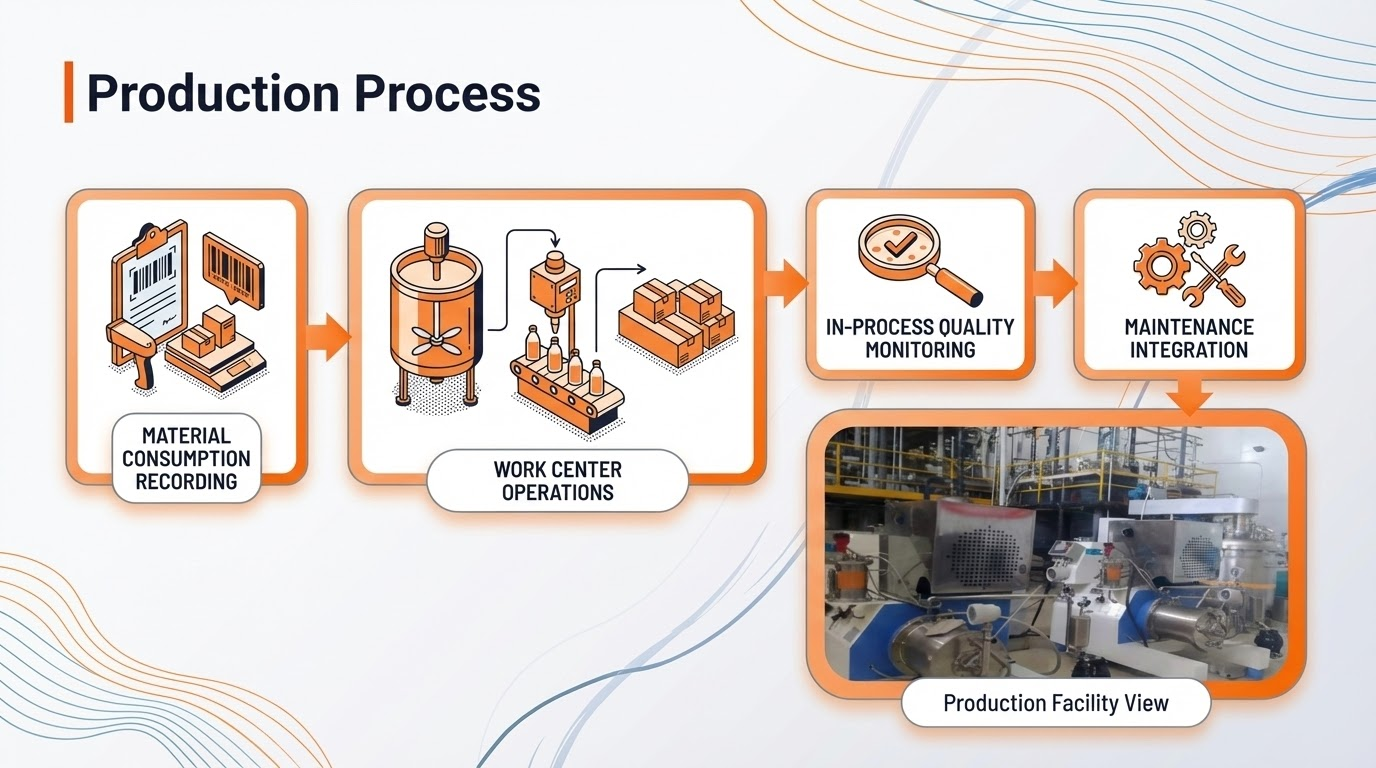 Production Process
MATERIAL
CONSUMPTION
RECORDING
WORK CENTER
OPERATIONS
IN-PROCESS QUALITY
MONITORING
MAINTENANCE
INTEGRATION
Production Facility View